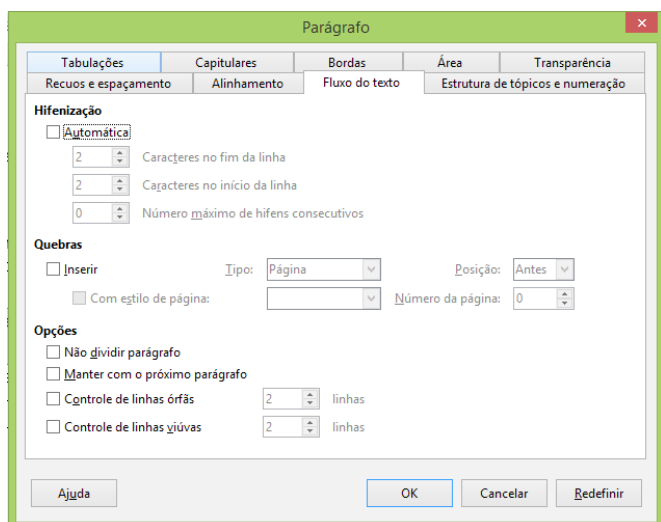 Parágrafo
Tabulações Capitulares Bordas Área Transparência
Recuos e espaçamento Alinhamento Fluxo do texto Estrutura de tópicos e numeração
Hifenização
Automática
2 Caracteres no fim da linha
2 Caracteres no início da linha
0 Número máximo de hifens consecutivos
Quebras
Inserir Tipo: Página Posição: Antes
Com estilo de página: Número da página: 0
Opções
Não dividir parágrafo
Manter com o próximo parágrafo
Controle de linhas órfãs 2 linhas
Controle de linhas viúvas 2 linhas
Ajuda OK Cancelar Redefinir